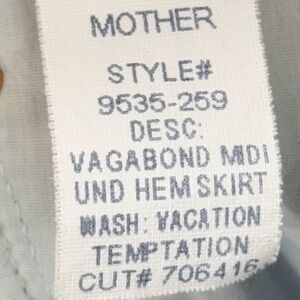 MOTHER
STYLE#
9535-259
DESC:
VAGABOND MIDI
UND HEM SKIRT
WASH: VACATION
TEMPTATION
CUT# 706416